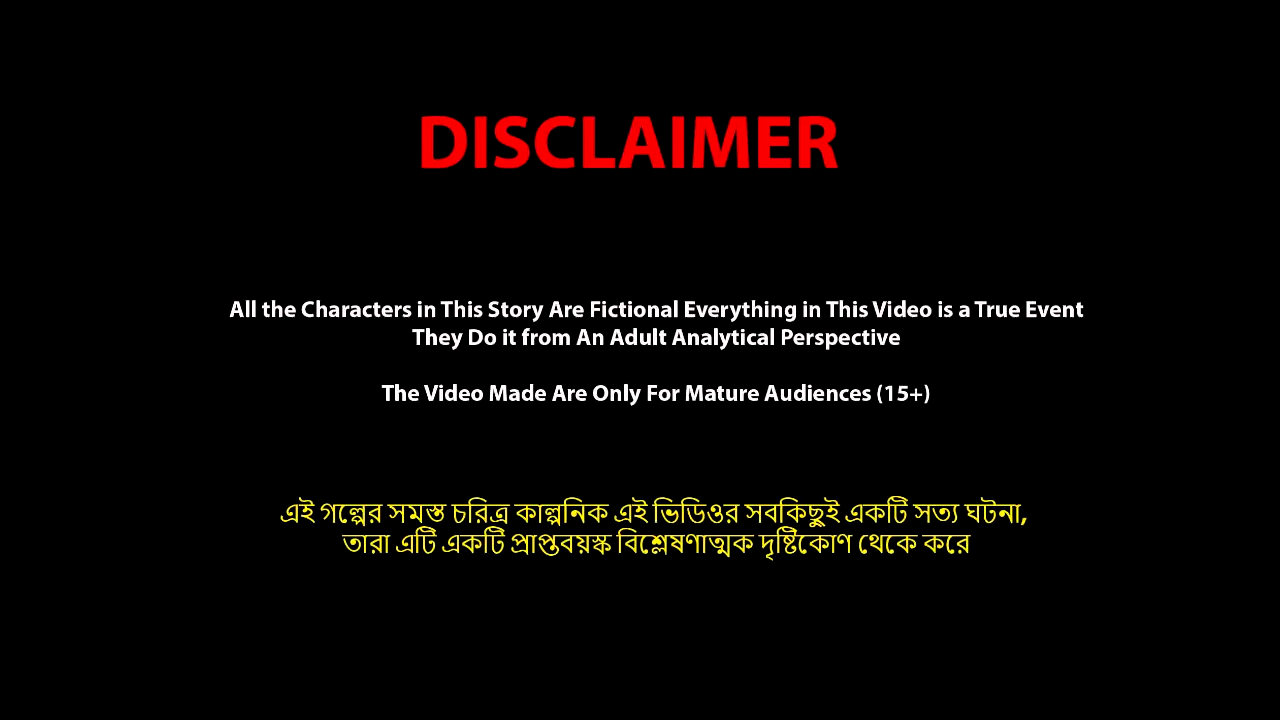 DISCLAIMER
All the Characters in This Story Are Fictional Everything in This Video is a True Event
They Do it from An Adult Analytical Perspective
The Video Made Are Only For Mature Audiences (15+)
এই গল্পের সমস্ত চরিত্র কাল্পনিক এই ভিডিওর সবকিছুই একটি সত্য ঘটনা,
তারা এটি একটি প্রাপ্তবয়স্ক বিশ্লেষণাত্মক দৃষ্টিকোণ থেকে করে